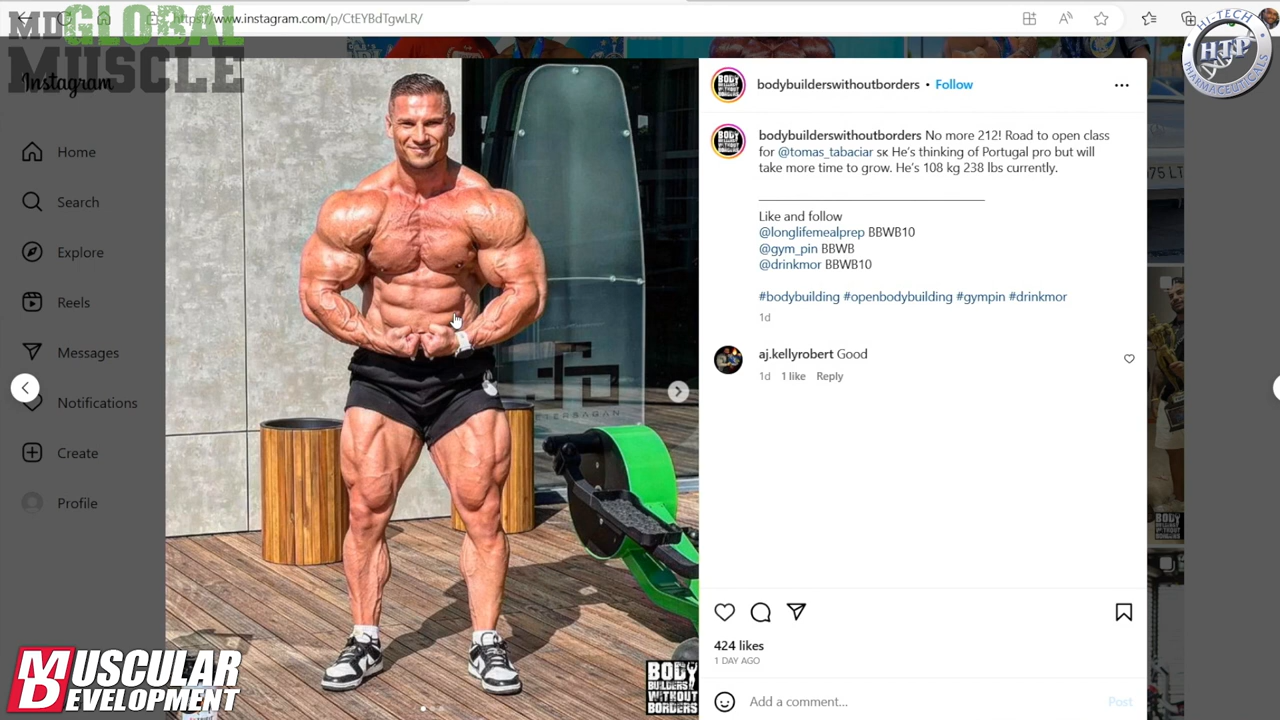 https://www.instagram.com/p/CtEYBdTgwLR/
MD GLOBAL
MUSCLE
Instagram
HI-TECH
HTP
PHARMACEUTICALS
Home
Search
Explore
Reels
Messages
Notifications
Create
Profile
bodybuilderswithoutborders • Follow
bodybuilderswithoutborders No more 212! Road to open class
for @tomas_tabaciar sk He's thinking of Portugal pro but will
take more time to grow. He's 108 kg 238 lbs currently.
Like and follow
@longlifemealprep BBWB10
@gym_pin BBWB
@drinkmor BBWB10
#bodybuilding #openbodybuilding #gympin #drinkmor
1d
aj.kellyrobert Good
1d 1 like Reply
424 likes
1 DAY AGO
Add a comment...
Post
BODY
BUILDERS
WITHOUT
BORDERS
MUSCULAR
DEVELOPMENT